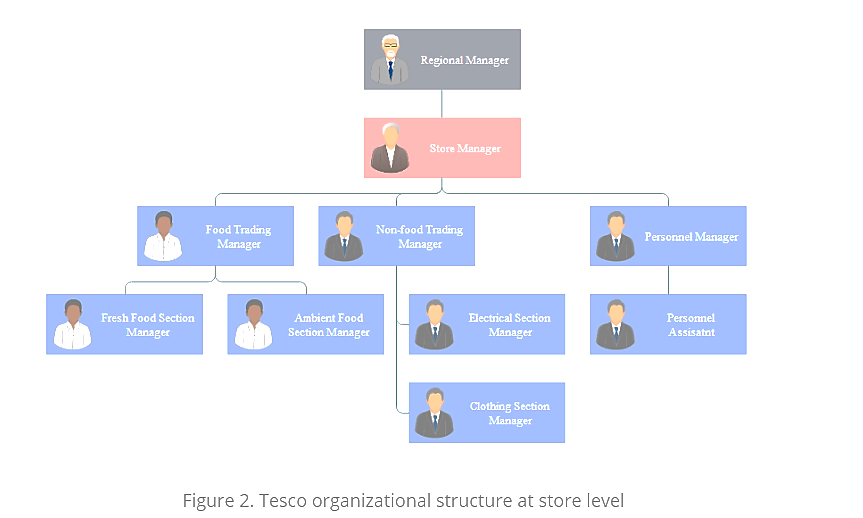 Regional Manager
Store Manager
Food Trading
Manager
Non-food Trading
Manager
Personnel Manager
Fresh Food Section
Manager
Ambient Food
Section Manager
Electrical Section
Manager
Personnel
Assisatnt
Clothing Section
Manager
Figure 2. Tesco organizational structure at store level